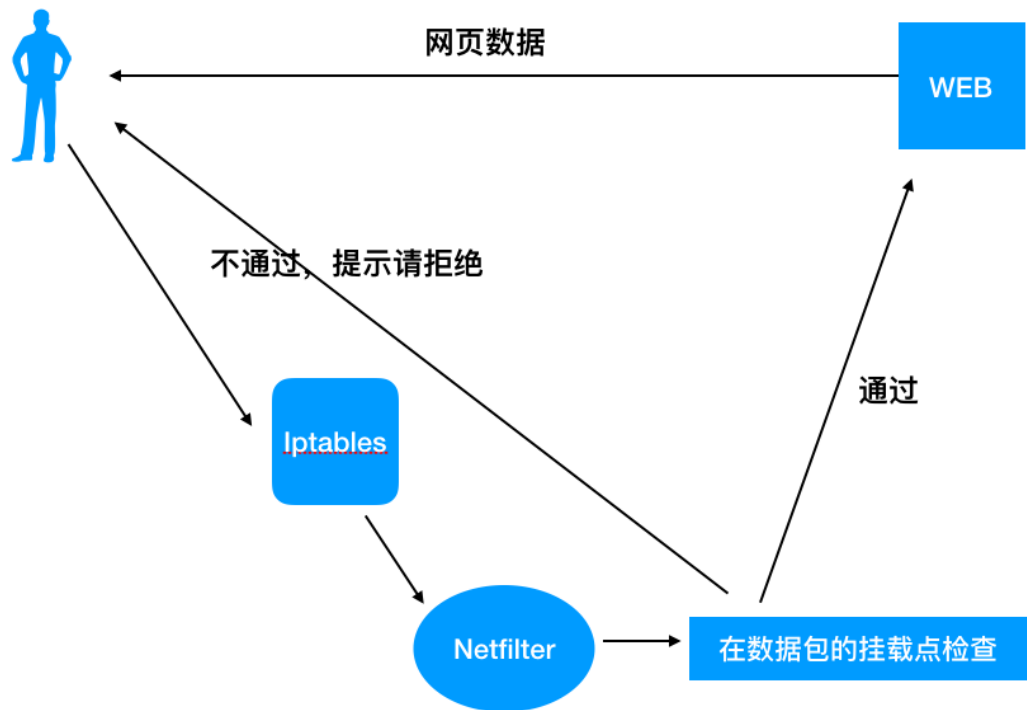 网页数据
WEB
不通过，提示请拒绝
通过
Iptables
Netfilter
在数据包的挂载点检查